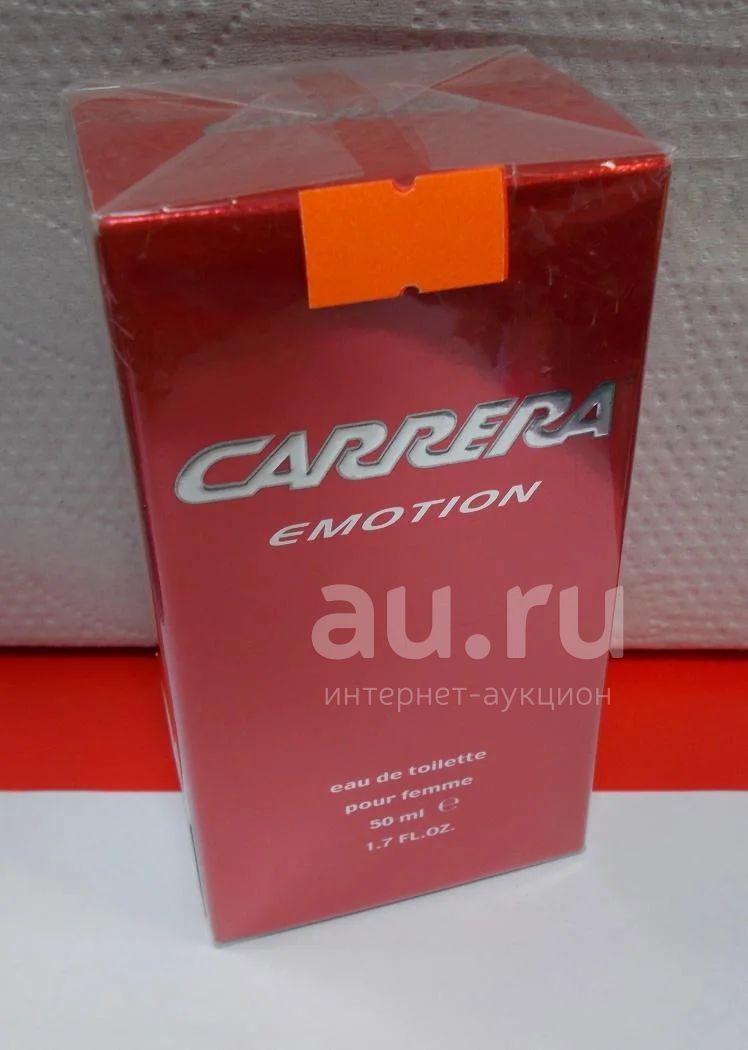 CARRERA
EMOTION
au.ru
интернет-аукцион
eau de toilette
pour femme
50 ml ℮
1.7 FL.OZ.